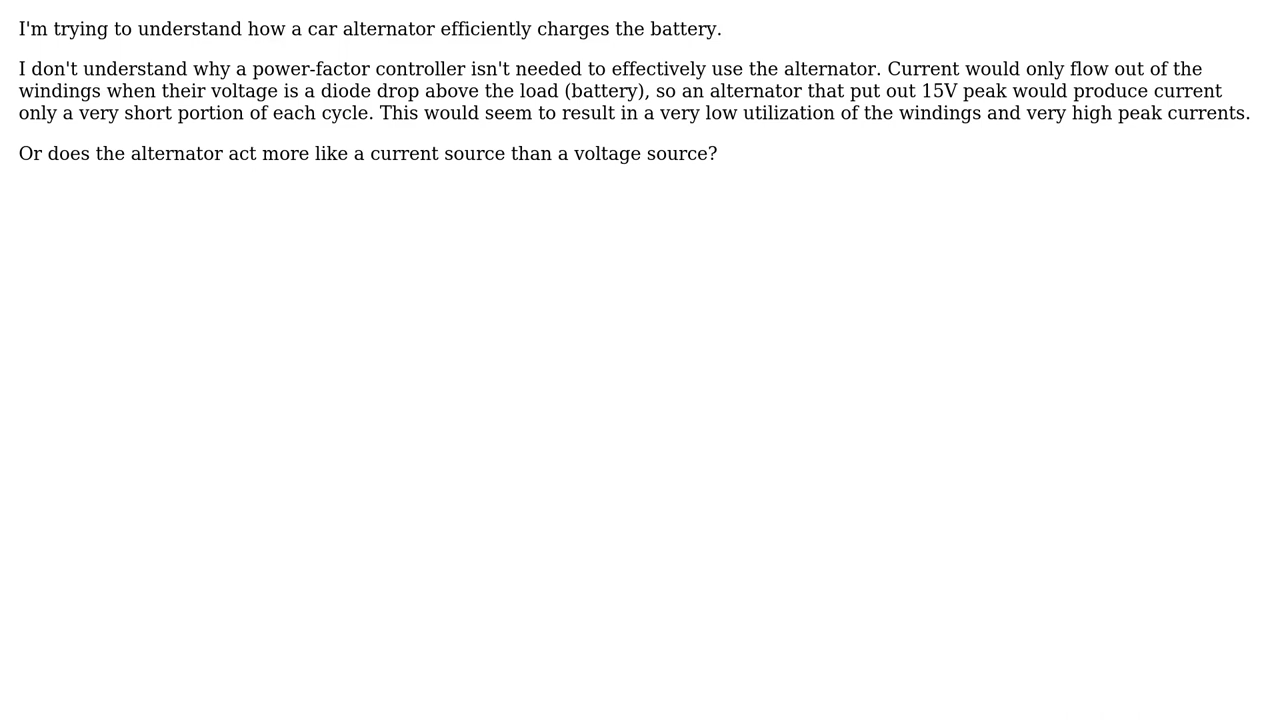 I'm trying to understand how a car alternator efficiently charges the battery.
I don't understand why a power-factor controller isn't needed to effectively use the alternator. Current would only flow out of the
windings when their voltage is a diode drop above the load (battery), so an alternator that put out 15V peak would produce current
only a very short portion of each cycle. This would seem to result in a very low utilization of the windings and very high peak currents.
Or does the alternator act more like a current source than a voltage source?